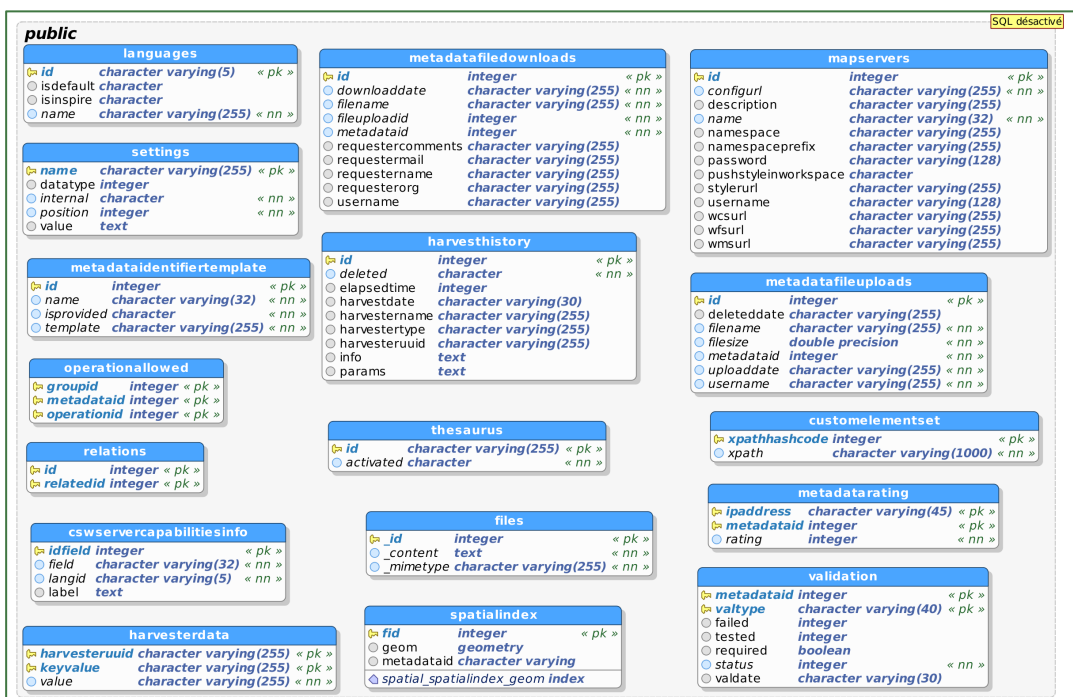 SQL désactivé
public
languages
id character varying(5) « pk »
isdefault character
isinspire character
name character varying(255) « nn »
settings
name character varying(255) « pk »
datatype integer
internal character « nn »
position integer « nn »
value text
metadataidentifiertemplate
id integer « pk »
name character varying(32) « nn »
isprovided character « nn »
template character varying(255) « nn »
operationallowed
groupid integer « pk »
metadataid integer « pk »
operationid integer « pk »
relations
id integer « pk »
relatedid integer « pk »
cswservercapabilitiesinfo
idfield integer « pk »
field character varying(32) « nn »
langid character varying(5) « nn »
label text
harvesterdata
harvesteruuid character varying(255) « pk »
keyvalue character varying(255) « pk »
value character varying(255) « nn »
metadatafiledownloads
id integer « pk »
downloaddate character varying(255) « nn »
filename character varying(255) « nn »
fileuploadid integer « nn »
metadataid integer « nn »
requestercomments character varying(255)
requestermail character varying(255)
requestername character varying(255)
requesterorg character varying(255)
username character varying(255)
harvesthistory
id integer « pk »
deleted character « nn »
elapsedtime integer
harvestdate character varying(30)
harvestername character varying(255)
harvestertype character varying(255)
harvesteruuid character varying(255)
info text
params text
thesaurus
id character varying(255) « pk »
activated character « nn »
files
_id integer « pk »
_content text « nn »
_mimetype character varying(255) « nn »
spatialindex
fid integer « pk »
geom geometry
metadataid character varying
spatial_spatialindex_geom index
mapservers
id integer « pk »
configurl character varying(255) « nn »
description character varying(255)
name character varying(32) « nn »
namespace character varying(255)
namespaceprefix character varying(255)
password character varying(128)
pushstyleinworkspace character
stylerurl character varying(255)
username character varying(128)
wcsurl character varying(255)
wfsurl character varying(255)
wmsurl character varying(255)
metadatafileuploads
id integer « pk »
deleteddate character varying(255)
filename character varying(255) « nn »
filesize double precision « nn »
metadataid integer « nn »
uploaddate character varying(255) « nn »
username character varying(255) « nn »
customelementset
xpathhashcode integer « pk »
xpath character varying(1000) « nn »
metadatarating
ipaddress character varying(45) « pk »
metadataid integer « pk »
rating integer « nn »
validation
metadataid integer « pk »
valtype character varying(40) « pk »
failed integer
tested integer
required boolean
status integer « nn »
valdate character varying(30)